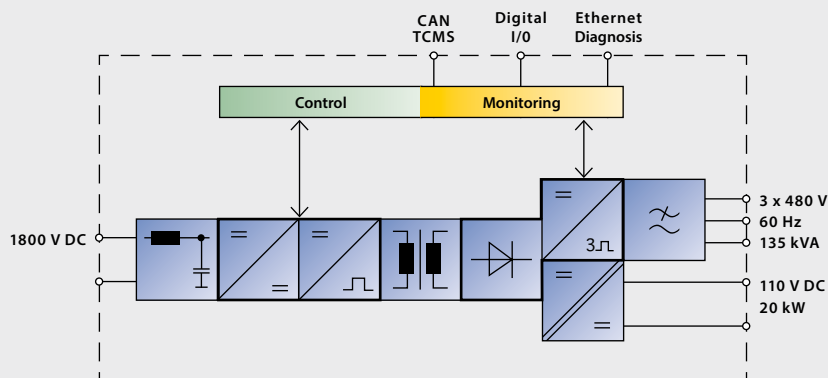 CAN
TCMS
Digital
I/0
Ethernet
Diagnosis
Control
Monitoring
1800 V DC
3
3 x 480 V
60 Hz
135 kVA
110 V DC
20 kW